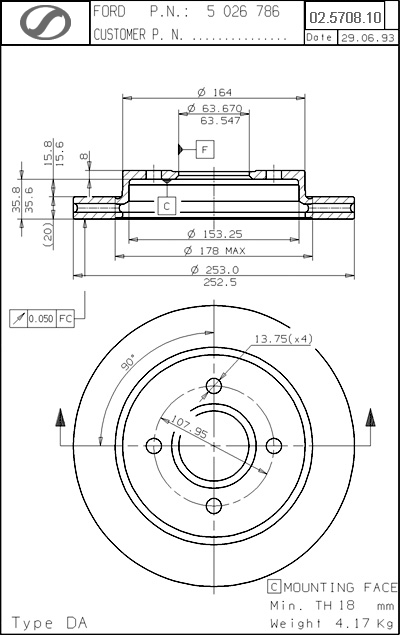 FORD P.N.: 5 026 786
CUSTOMER P. N. ...............
02.5708.10
Date 29.06.93
Ø 164
Ø 63.670
63.547
F
15.8
15.6
8
35.8
35.6
(20)
C
Ø 153.25
Ø 178 MAX
Ø 253.0
252.5
0.050 FC
13.75(x4)
90°
107.95
C MOUNTING FACE
Min. TH 18 mm
Type DA
Weight 4.17 Kg